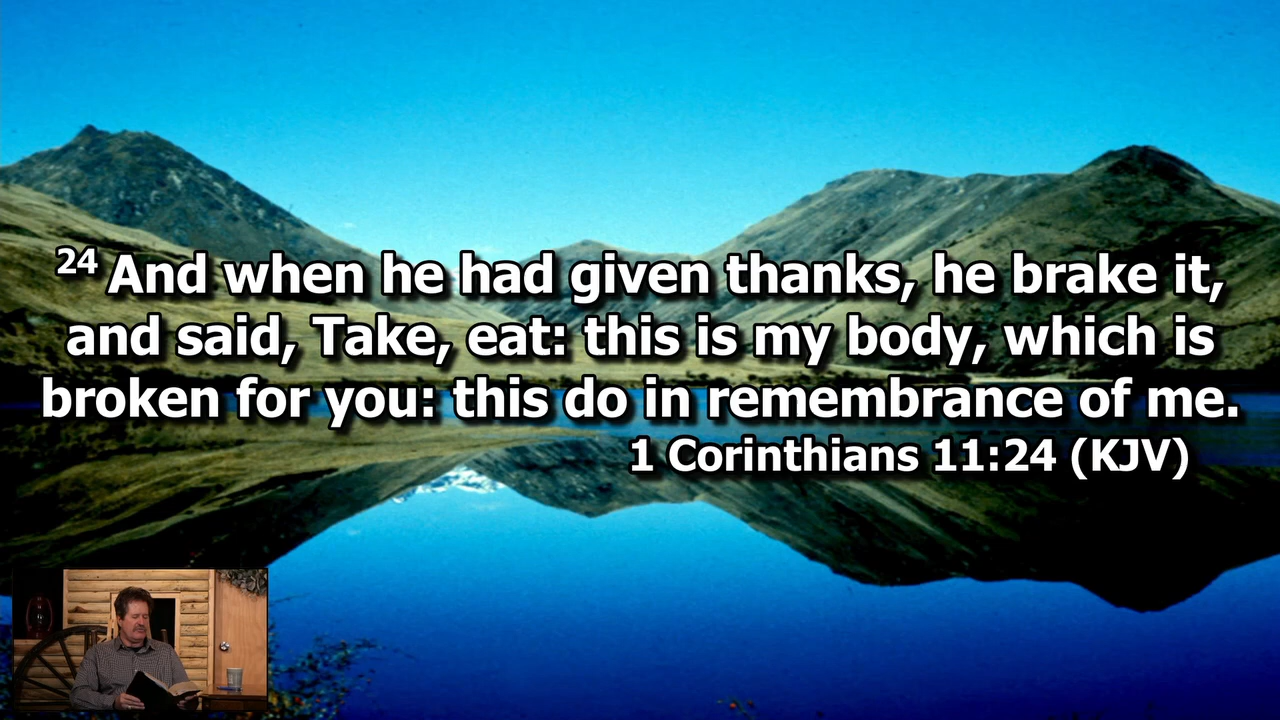 24 And when he had given thanks, he brake it,
and said, Take, eat: this is my body, which is
broken for you: this do in remembrance of me.
1 Corinthians 11:24 (KJV)